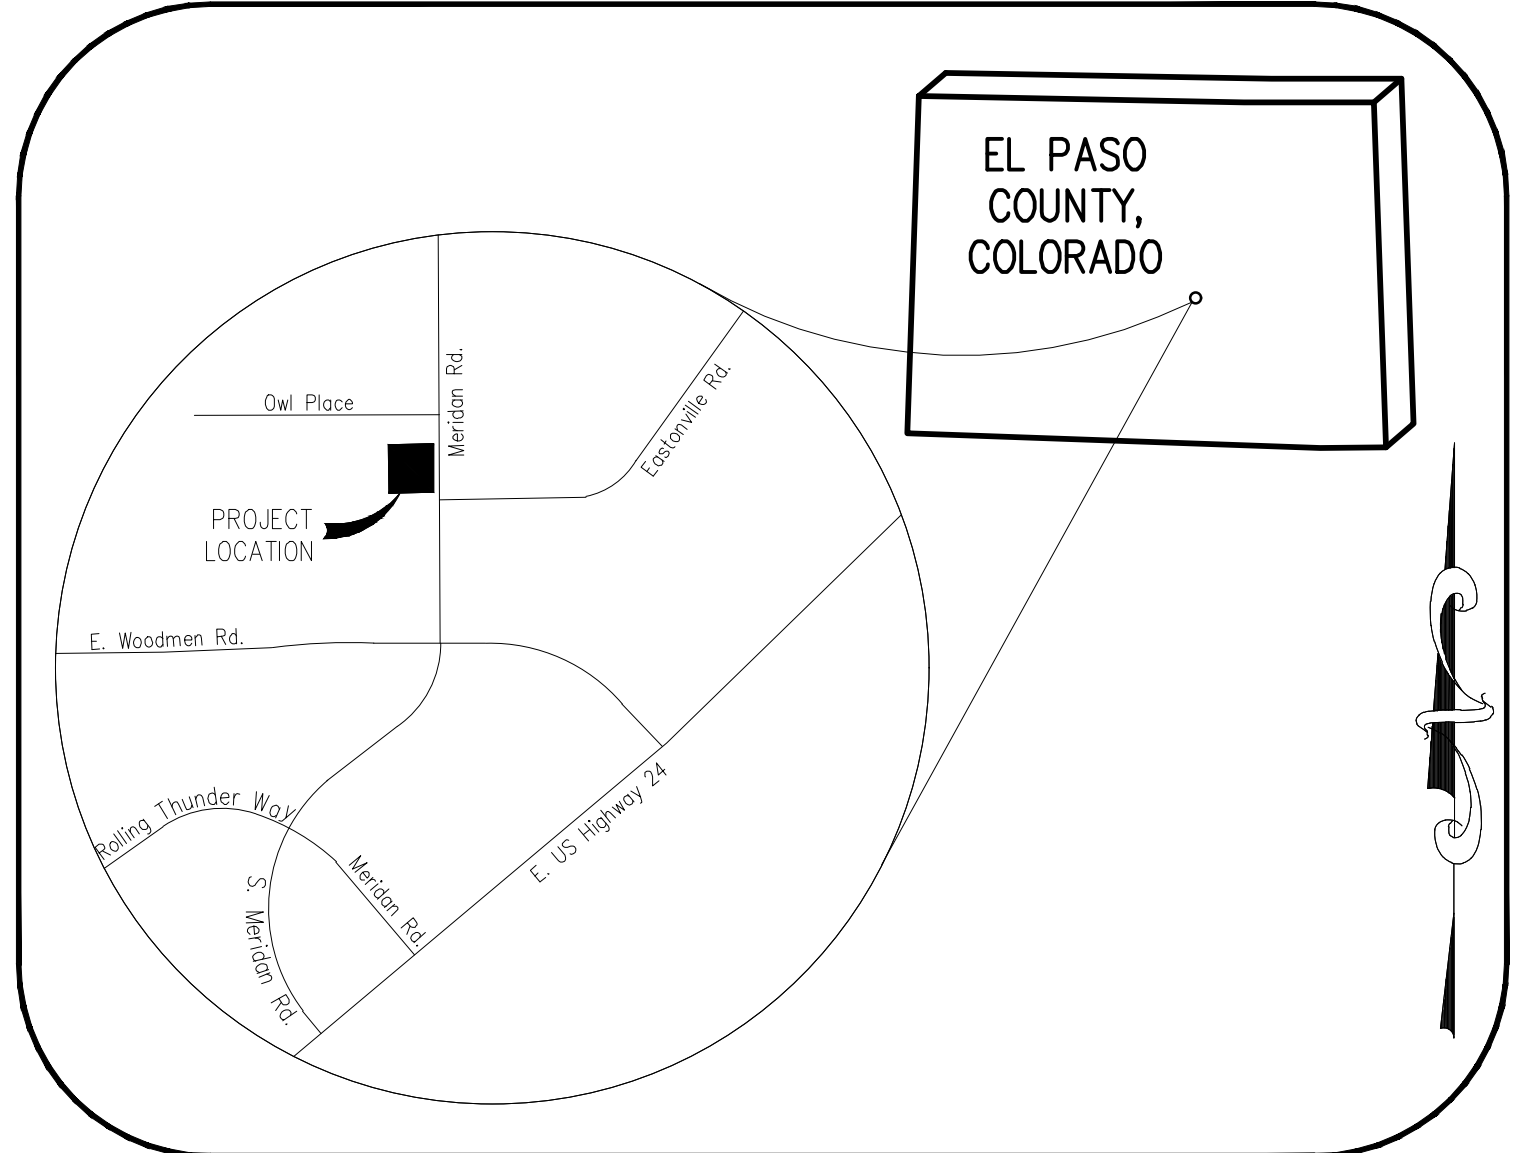 EL PASO
COUNTY,
COLORADO
Meridan Rd.
Owl Place
Eastonville Rd.
PROJECT
LOCATION
E. Woodmen Rd.
Rolling Thunder Way
E. US Highway 24
Meridan Rd.
S. Meridan Rd.